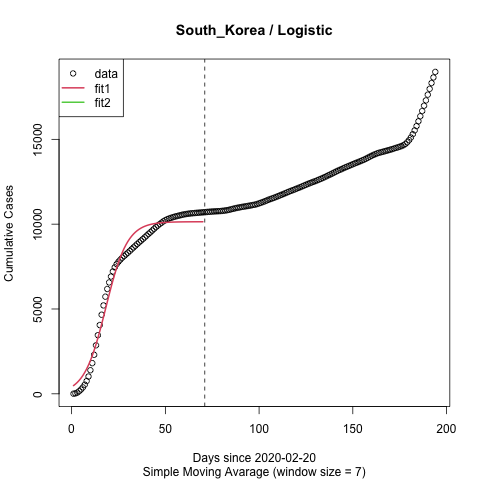 South_Korea / Logistic
data
fit1
fit2
Cumulative Cases
0
5000
10000
15000
0
50
100
150
200
Days since 2020-02-20
Simple Moving Avarage (window size = 7)